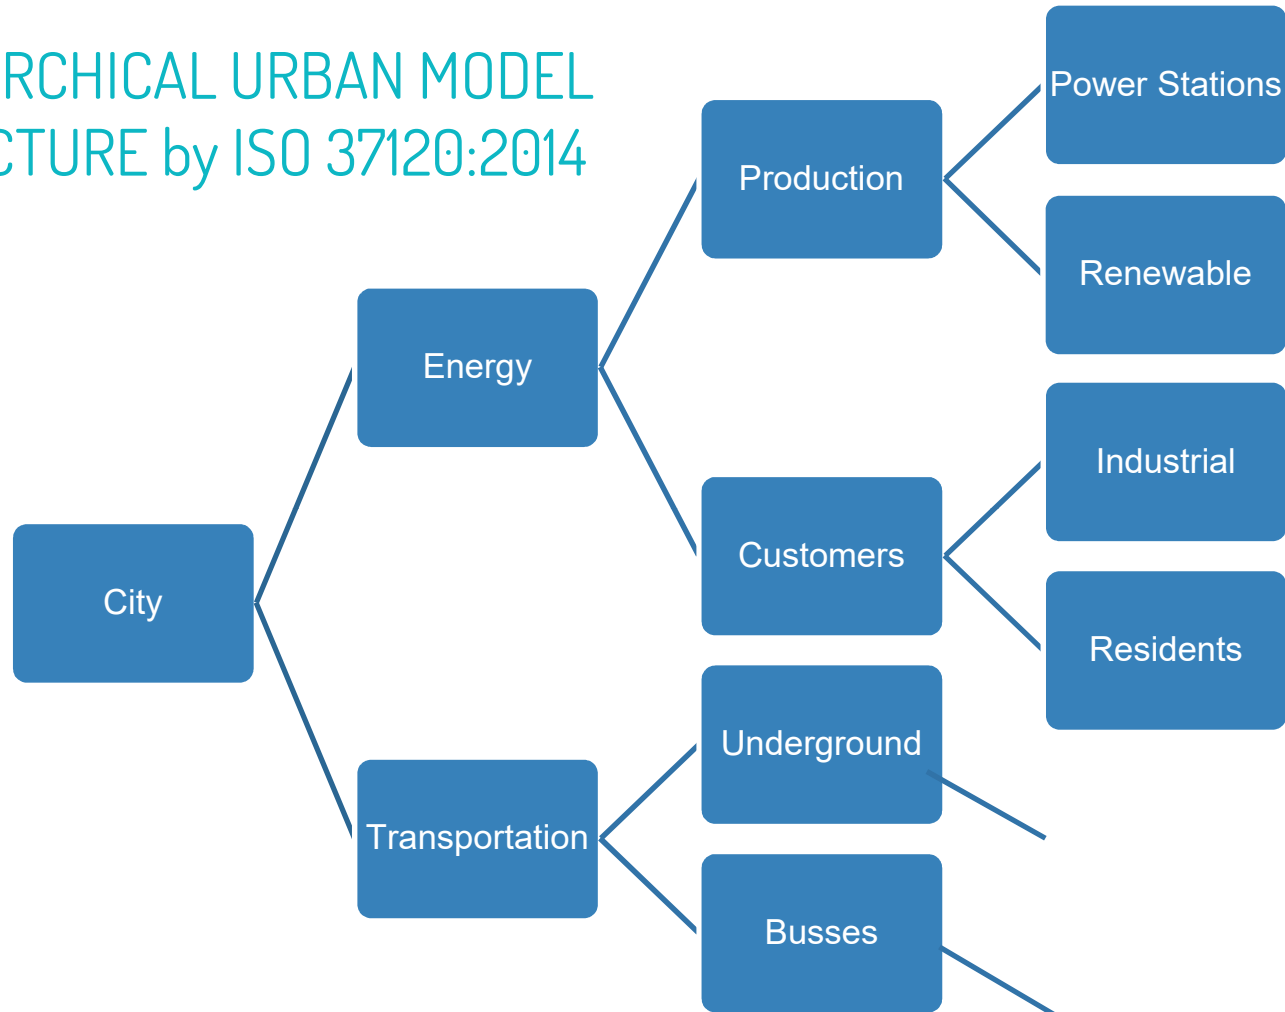 RCHICAL URBAN MODEL
CTURE by ISO 37120:2014
Power Stations
Production
Renewable
Energy
Industrial
Customers
City
Residents
Underground
Transportation
Busses